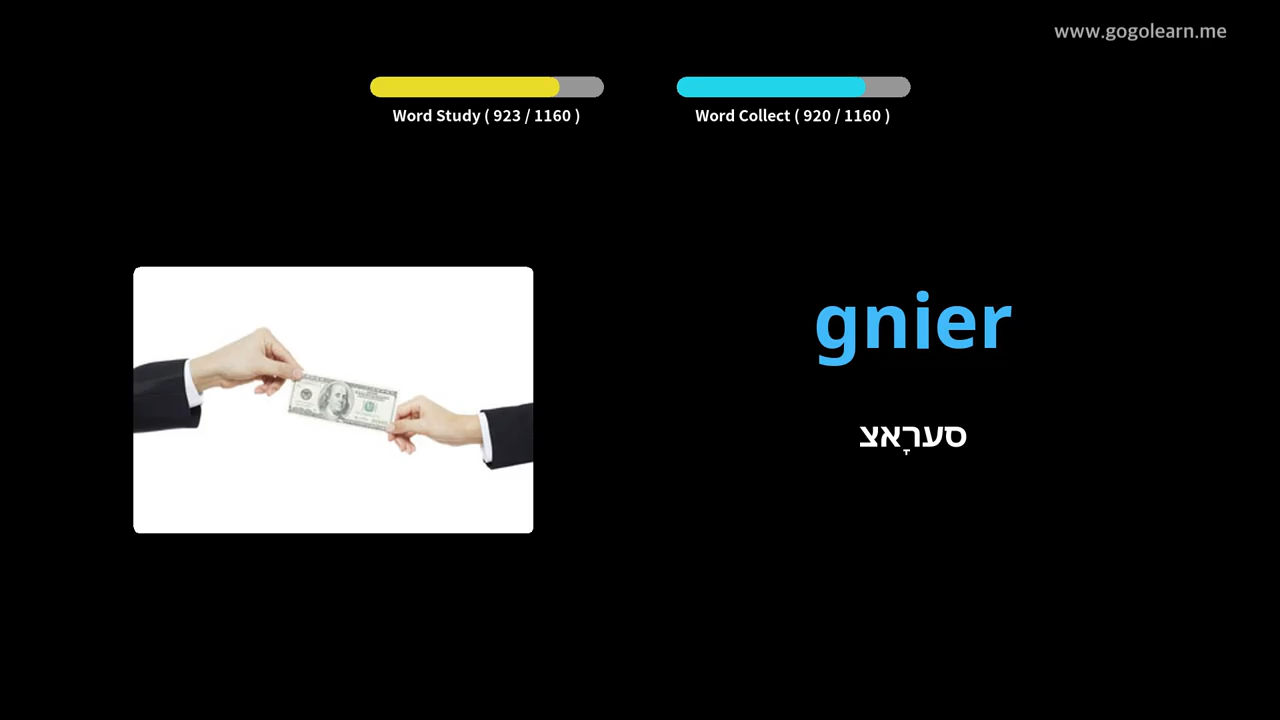 www.gogolearn.me
Word Study ( 923 / 1160 )
Word Collect ( 920 / 1160 )
gnier
סערָאצ